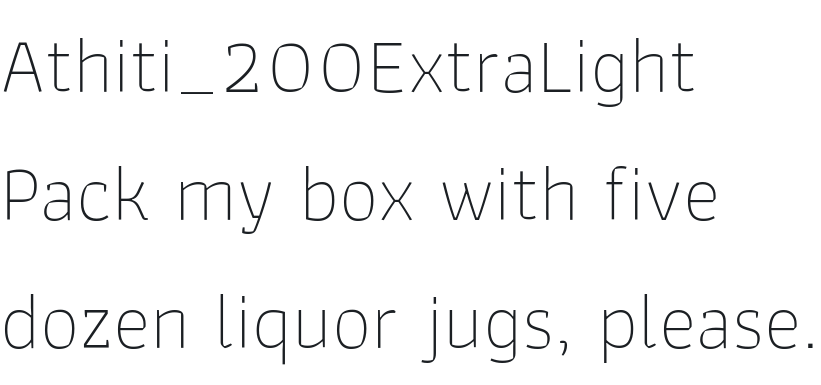 Athiti_200ExtraLight
Pack my box with five
dozen liquor jugs, please.